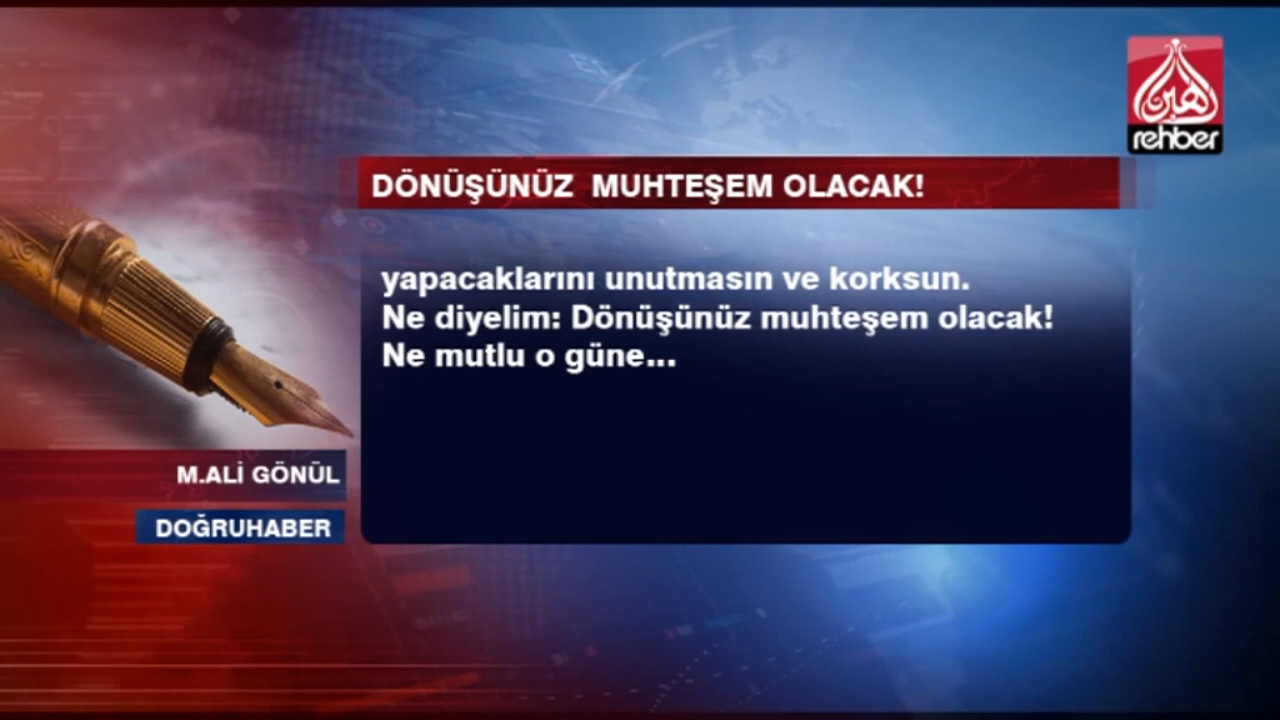 رهبر
rehber
DÖNÜŞÜNÜZ MUHTEŞEM OLACAK!
yapacaklarını unutmasın ve korksun.
Ne diyelim: Dönüşünüz muhteşem olacak!
Ne mutlu o güne...
M.ALİ GÖNÜL
DOĞRUHABER